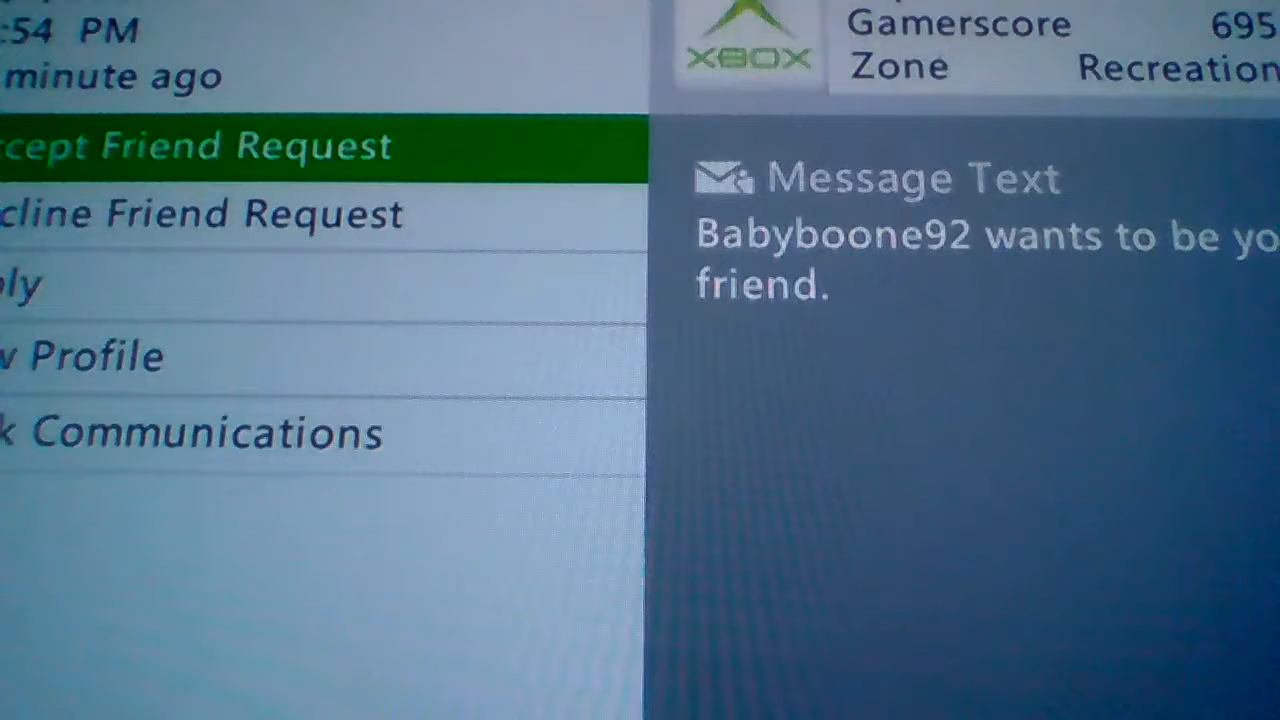 :54 PM
minute ago
ccept Friend Request
cline Friend Request
ly
w Profile
k Communications
XBOX
Gamerscore 695
Zone Recreation
Message Text
Babyboone92 wants to be yo
friend.